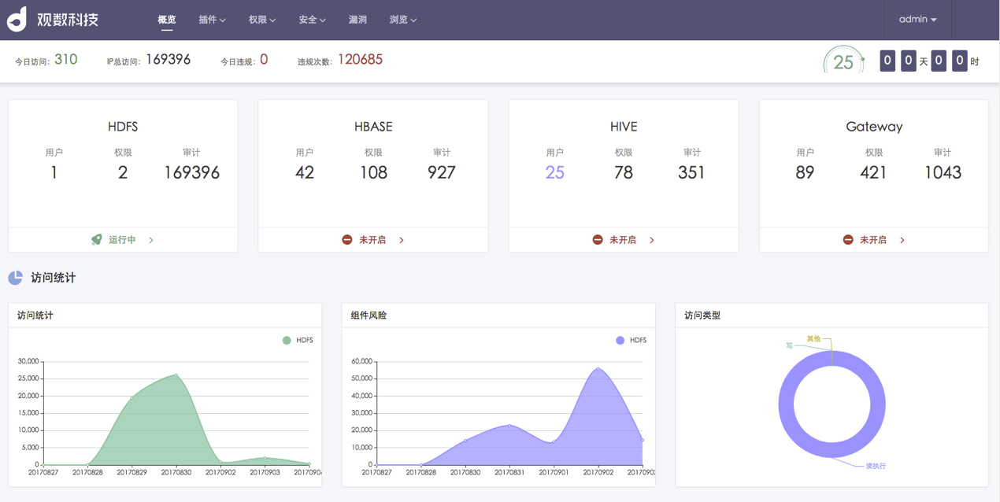 观数科技 概览 插件 权限 安全 漏洞 浏览 admin
今日访问: 310 IP总访问: 169396 今日违规: 0 违规次数: 120685 25 0 0 天 0 0 时
HDFS HBASE HIVE Gateway
用户 权限 审计 用户 权限 审计 用户 权限 审计 用户 权限 审计
1 2 169396 42 108 927 25 78 351 89 421 1043
运行中 未开启 未开启 未开启
访问统计
访问统计
HDFS
30,000
25,000
20,000
15,000
10,000
5,000
0
20170827 20170828 20170829 20170830 20170902 20170903
组件风险
HDFS
60,000
50,000
40,000
30,000
20,000
10,000
0
20170827 20170828 20170830 20170831 20170901 20170902
访问类型
其他
写
读执行